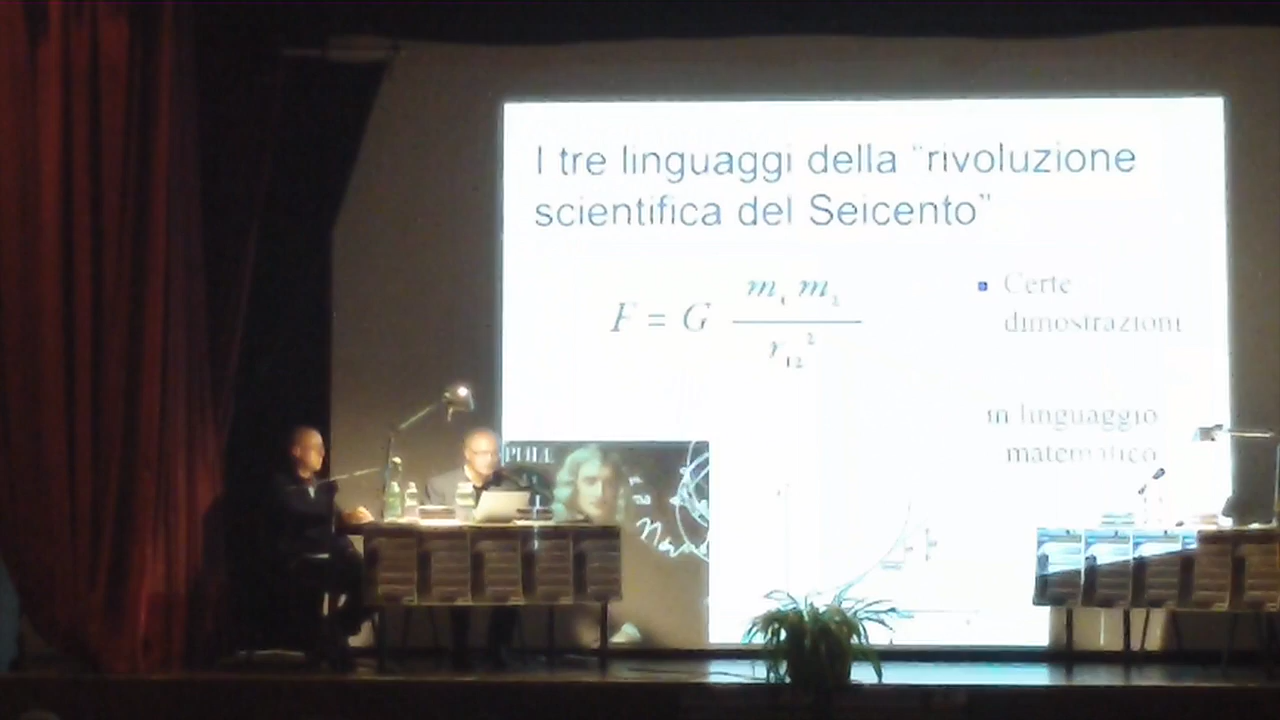 I tre linguaggi della "rivoluzione
scientifica del Seicento"
F = G m₁ m₂ / r₁₂²
Certe
dimostrazioni
in linguaggio
matematico